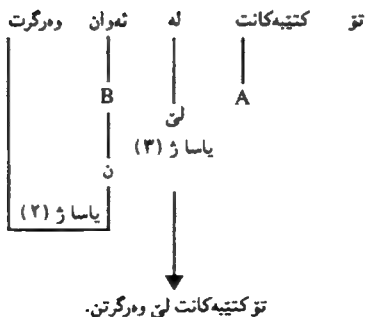 تۆ کتێبەکانت لە ئەوان وەرگرت
B
A
لێ
یاسا ژ (٣)
ن
یاسا ژ (٢)
تۆ کتێبەکانت لێ وەرگرتن.